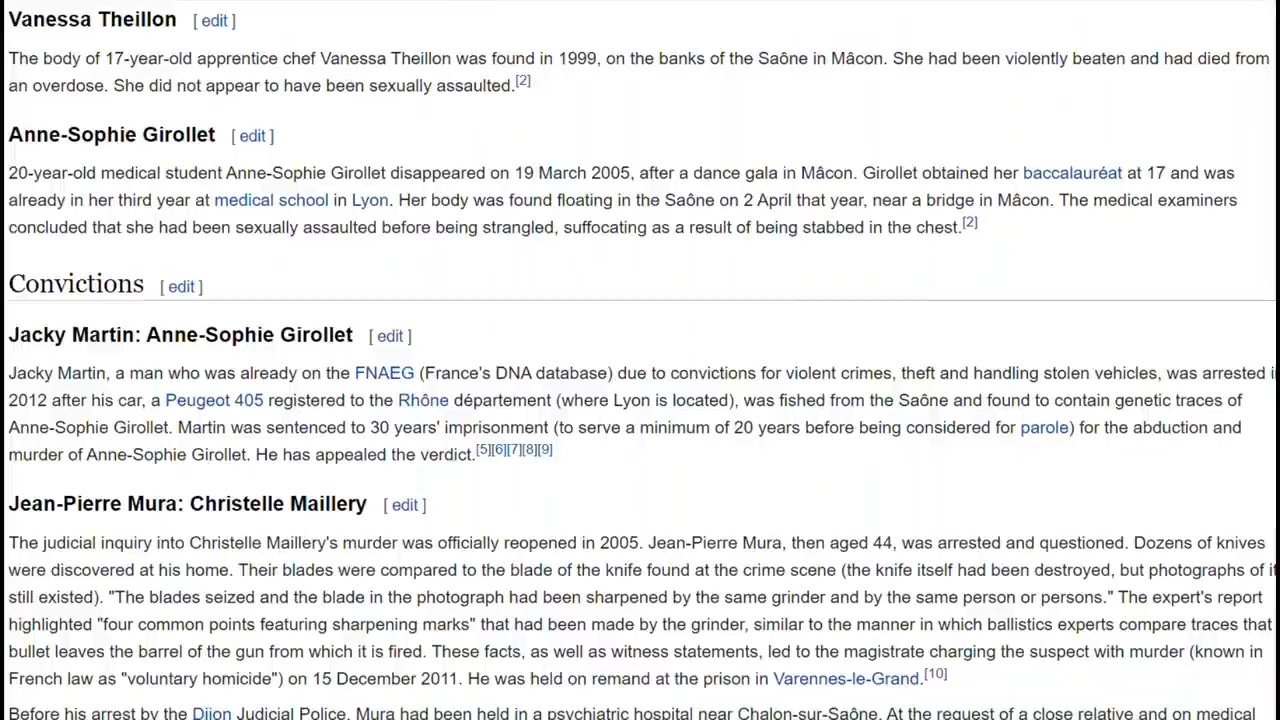 Vanessa Theillon [ edit ]
The body of 17-year-old apprentice chef Vanessa Theillon was found in 1999, on the banks of the Saône in Mâcon. She had been violently beaten and had died from
an overdose. She did not appear to have been sexually assaulted.[2]
Anne-Sophie Girollet [ edit ]
20-year-old medical student Anne-Sophie Girollet disappeared on 19 March 2005, after a dance gala in Mâcon. Girollet obtained her baccalauréat at 17 and was
already in her third year at medical school in Lyon. Her body was found floating in the Saône on 2 April that year, near a bridge in Mâcon. The medical examiners
concluded that she had been sexually assaulted before being strangled, suffocating as a result of being stabbed in the chest.[2]
Convictions [ edit ]
Jacky Martin: Anne-Sophie Girollet [ edit ]
Jacky Martin, a man who was already on the FNAEG (France's DNA database) due to convictions for violent crimes, theft and handling stolen vehicles, was arrested
2012 after his car, a Peugeot 405 registered to the Rhône département (where Lyon is located), was fished from the Saône and found to contain genetic traces of
Anne-Sophie Girollet. Martin was sentenced to 30 years' imprisonment (to serve a minimum of 20 years before being considered for parole) for the abduction and
murder of Anne-Sophie Girollet. He has appealed the verdict.[5][6][7][8][9]
Jean-Pierre Mura: Christelle Maillery [ edit ]
The judicial inquiry into Christelle Maillery's murder was officially reopened in 2005. Jean-Pierre Mura, then aged 44, was arrested and questioned. Dozens of knives
were discovered at his home. Their blades were compared to the blade of the knife found at the crime scene (the knife itself had been destroyed, but photographs of
still existed). "The blades seized and the blade in the photograph had been sharpened by the same grinder and by the same person or persons." The expert's report
highlighted "four common points featuring sharpening marks" that had been made by the grinder, similar to the manner in which ballistics experts compare traces that
bullet leaves the barrel of the gun from which it is fired. These facts, as well as witness statements, led to the magistrate charging the suspect with murder (known in
French law as "voluntary homicide") on 15 December 2011. He was held on remand at the prison in Varennes-le-Grand.[10]
Before his arrest by the Dijon Judicial Police, Mura had been held in a psychiatric hospital near Chalon-sur-Saône. At the request of a close relative and on medical